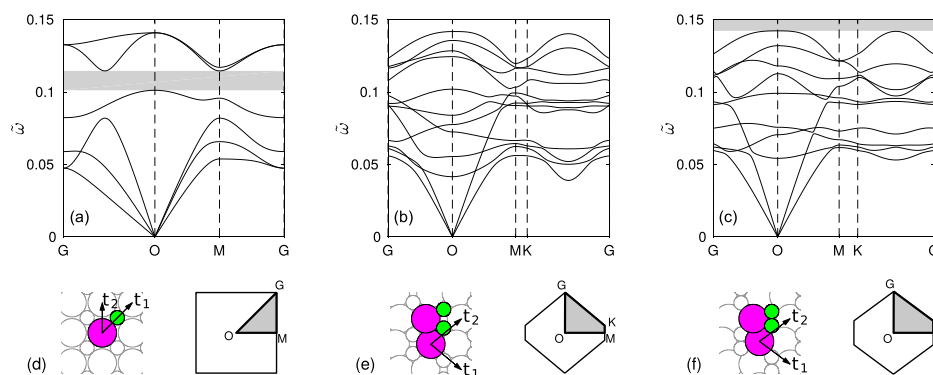 0.15
0.1
0.05
0
ω̃
(a)
G O M G
0.15
0.1
0.05
0
ω̃
(b)
G O M K G
0.15
0.1
0.05
0
ω̃
(c)
G O M K
t2 t1
(d)
G
O M
t2
t1
(e)
G
K
O M
t2
t1
(f)
G
O